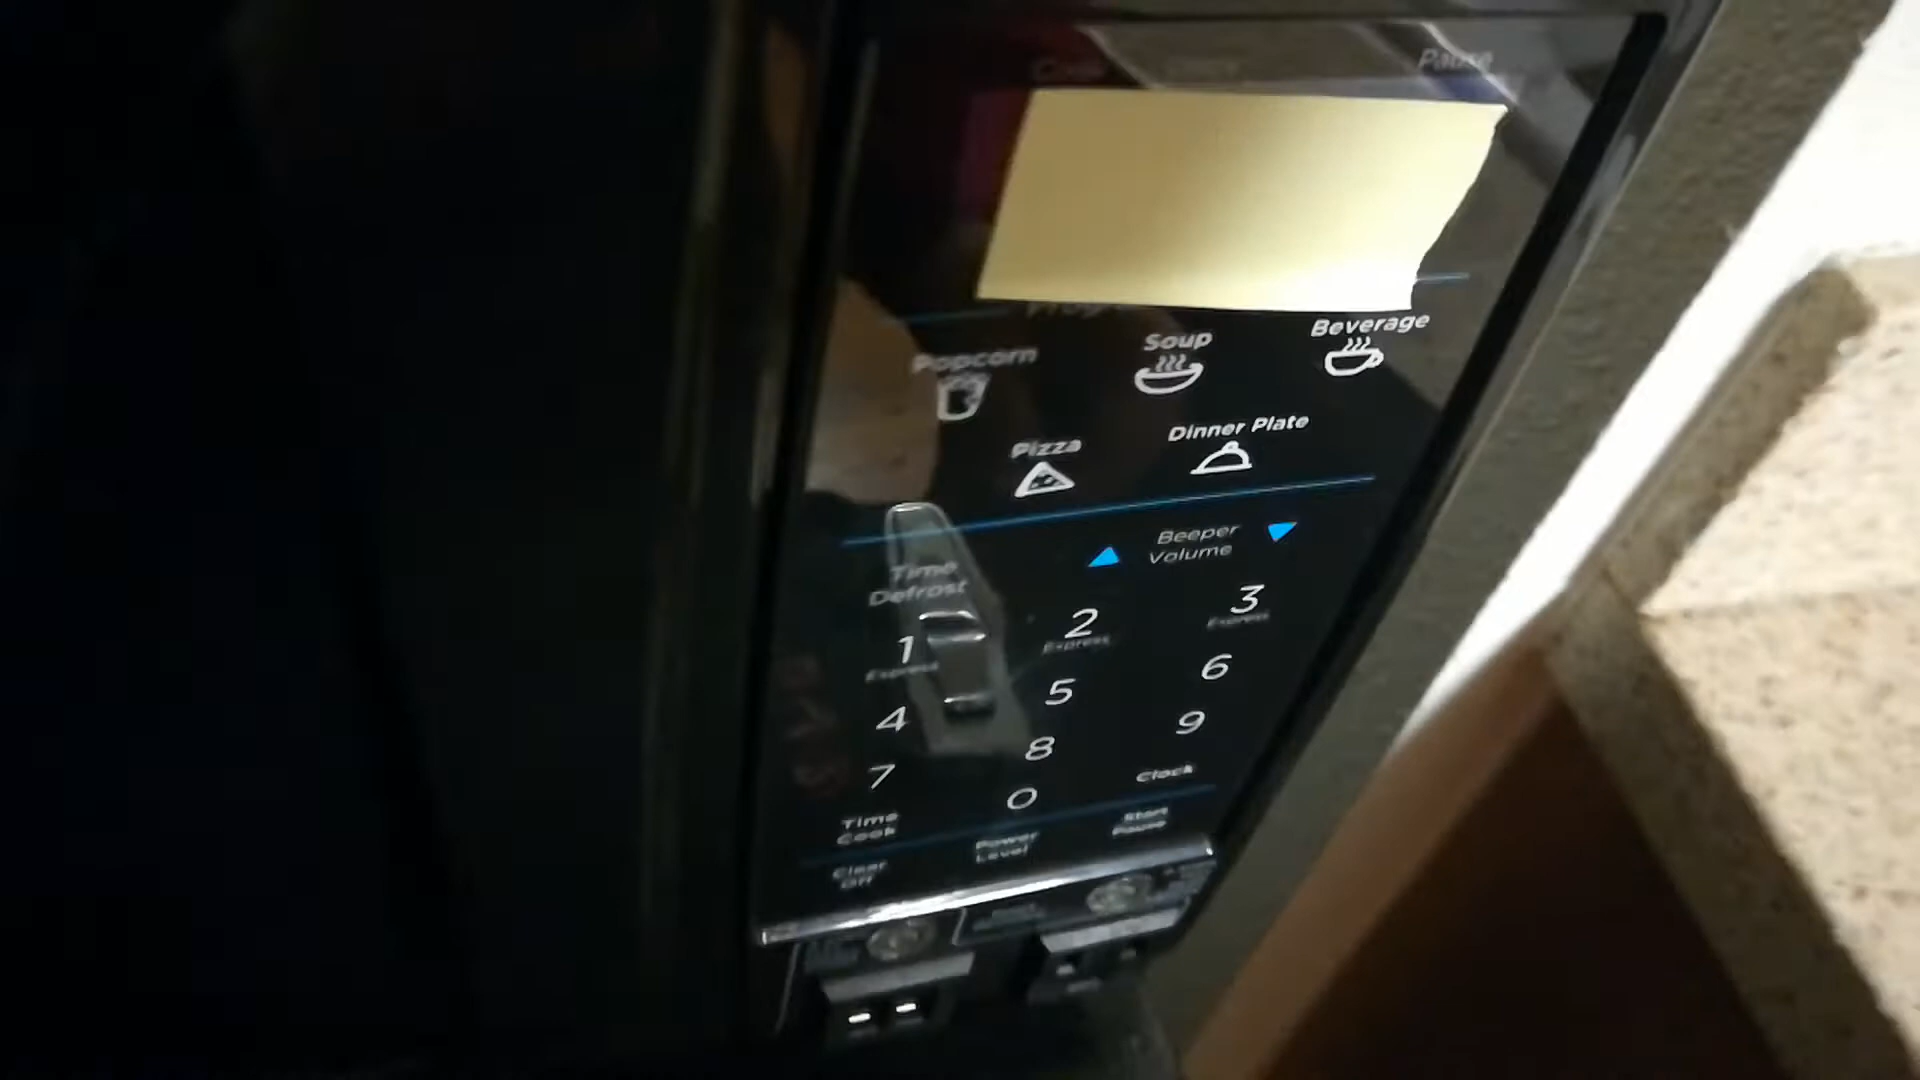 Pause
Popcorn
Soup
Beverage
Pizza
Dinner Plate
Time
Defrost
Beeper
Volume
1
Express
2
Express
3
Express
4
5
6
7
8
9
Time
Cook
0
Clock
Clear
Off
Power
Level
Start
Pause